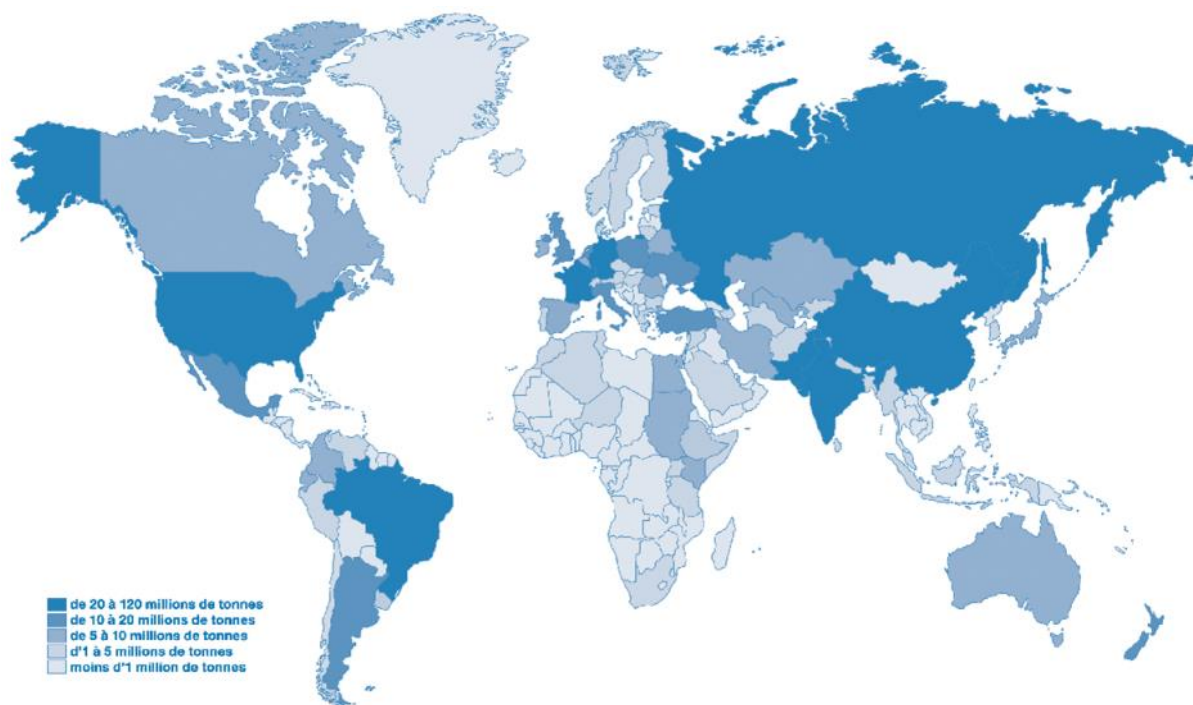 de 20 à 120 millions de tonnes
de 10 à 20 millions de tonnes
de 5 à 10 millions de tonnes
d'1 à 5 millions de tonnes
moins d'1 million de tonnes